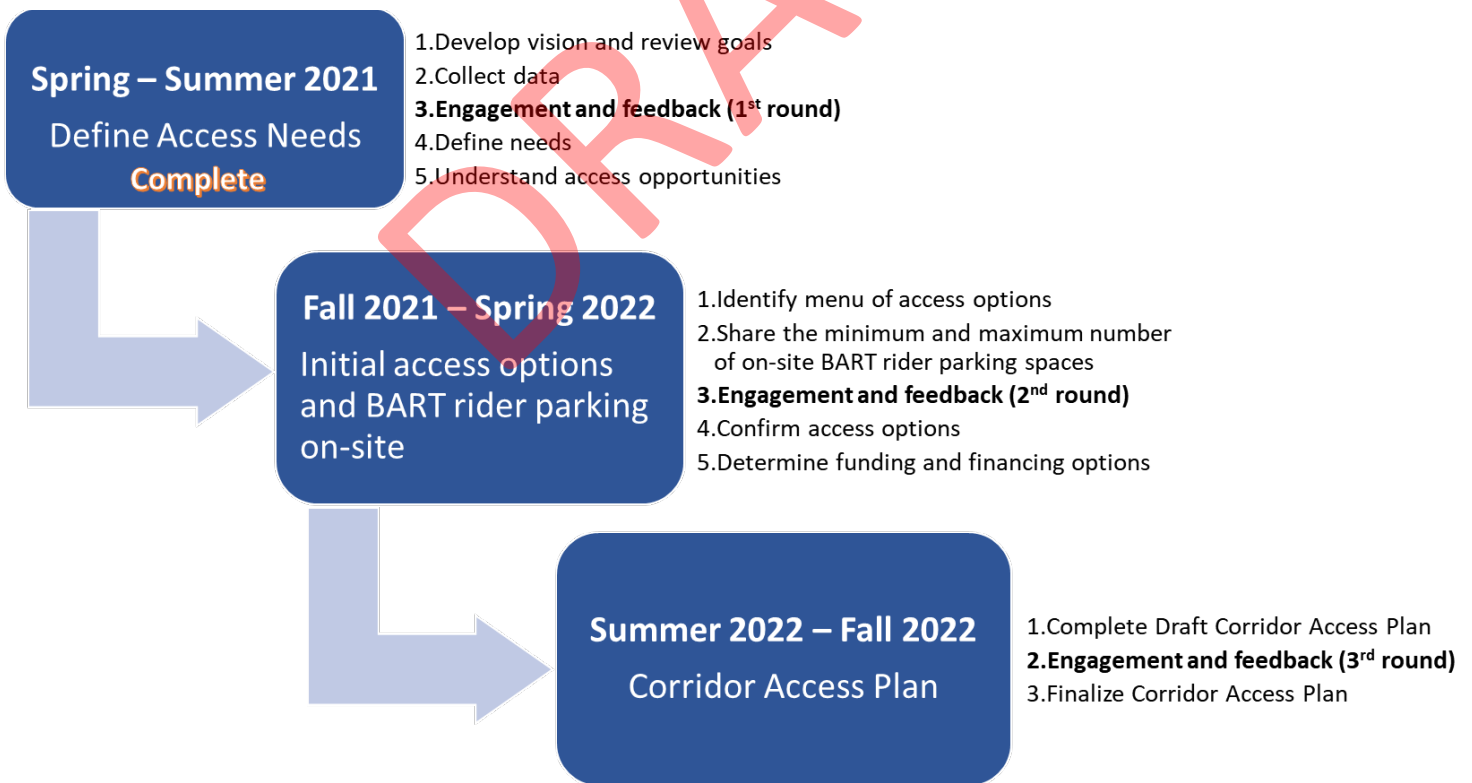 Spring – Summer 2021
Define Access Needs
Complete
1.Develop vision and review goals
2.Collect data
3.Engagement and feedback (1st round)
4.Define needs
5.Understand access opportunities
Fall 2021 – Spring 2022
Initial access options
and BART rider parking
on-site
1.Identify menu of access options
2.Share the minimum and maximum number
of on-site BART rider parking spaces
3.Engagement and feedback (2nd round)
4.Confirm access options
5.Determine funding and financing options
Summer 2022 – Fall 2022
Corridor Access Plan
1.Complete Draft Corridor Access Plan
2.Engagement and feedback (3rd round)
3.Finalize Corridor Access Plan
DRA